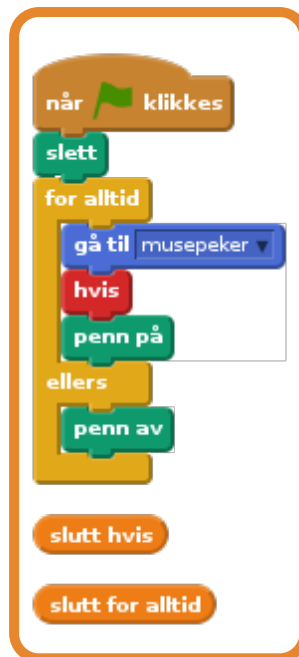 når klikkes
slett
for alltid
gå til musepeker
hvis
penn på
ellers
penn av
slutt hvis
slutt for alltid